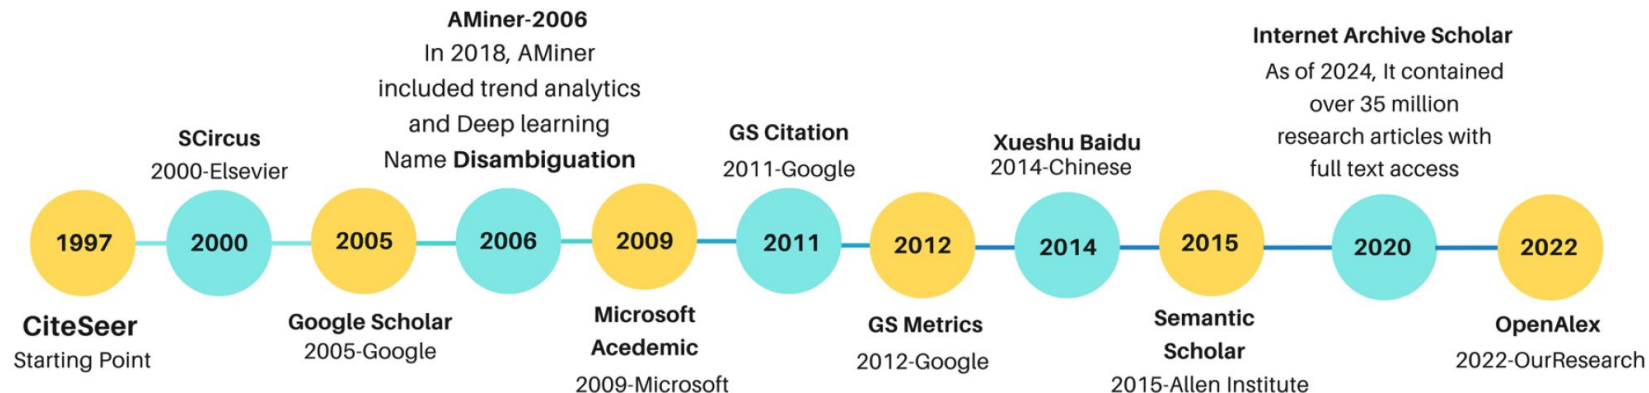 1997
CiteSeer
Starting Point
SCircus
2000-Elsevier
2000
2005
Google Scholar
2005-Google
AMiner-2006
In 2018, AMiner
included trend analytics
and Deep learning
Name Disambiguation
2006
2009
Microsoft
Acedemic
2009-Microsoft
GS Citation
2011-Google
2011
2012
GS Metrics
2012-Google
Xueshu Baidu
2014-Chinese
2014
2015
Semantic
Scholar
2015-Allen Institute
Internet Archive Scholar
As of 2024, It contained
over 35 million
research articles with
full text access
2020
2022
OpenAlex
2022-OurResearch